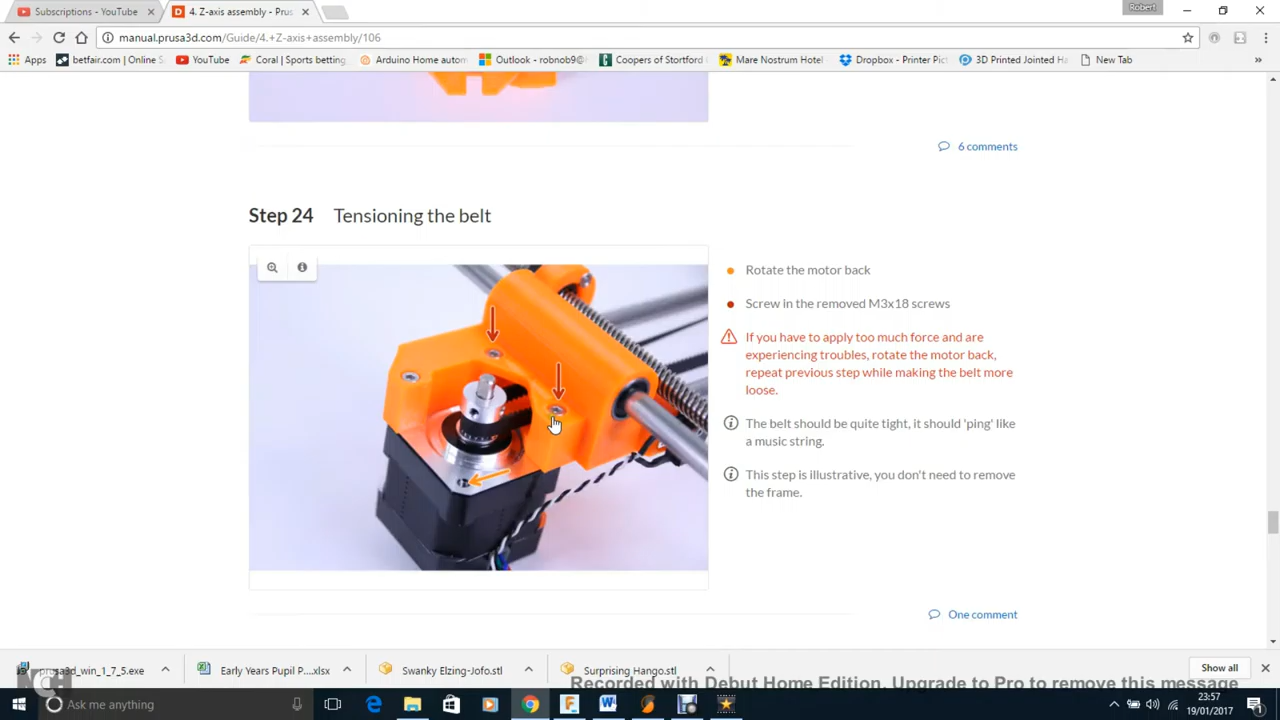 Subscriptions - YouTube
4. Z-axis assembly - Prus
Robert
manual.prusa3d.com/Guide/4.+Z-axis+assembly/106
Apps
betfair.com | Online S
YouTube
Coral | Sports betting
Arduino Home autom
Outlook - robnob9@
Coopers of Stortford
Mare Nostrum Hotel
Dropbox - Printer Pict
3D Printed Jointed Ha
New Tab
6 comments
Step 24 Tensioning the belt
Rotate the motor back
Screw in the removed M3x18 screws
If you have to apply too much force and are
experiencing troubles, rotate the motor back,
repeat previous step while making the belt more
loose.
The belt should be quite tight, it should 'ping' like
a music string.
This step is illustrative, you don't need to remove
the frame.
One comment
prusa3d_win_1_7_5.exe
Early Years Pupil P....xlsx
Swanky Elzing-Jofo.stl
Surprising Hango.stl
Show all
Recorded with Debut Home Edition. Upgrade to Pro to remove this message
Ask me anything
23:57
19/01/2017